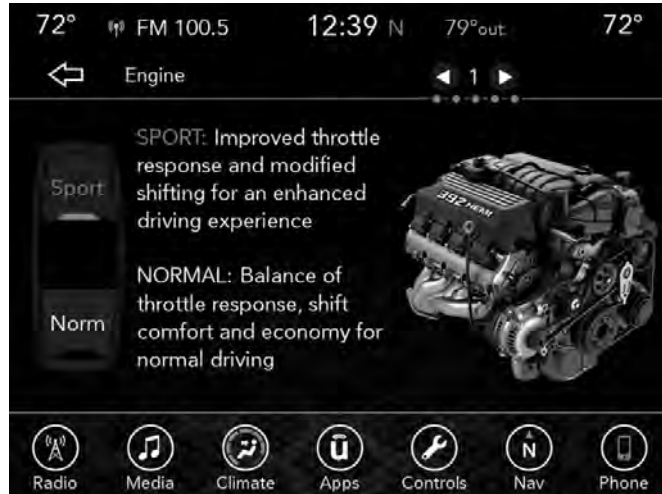 72° FM 100.5 12:39 N 79°out 72°
Engine 1
SPORT: Improved throttle
response and modified
shifting for an enhanced
driving experience
Sport
NORMAL: Balance of
throttle response, shift
comfort and economy for
normal driving
Norm
392 HEMI
Radio Media Climate ū Apps Controls N Nav Phone